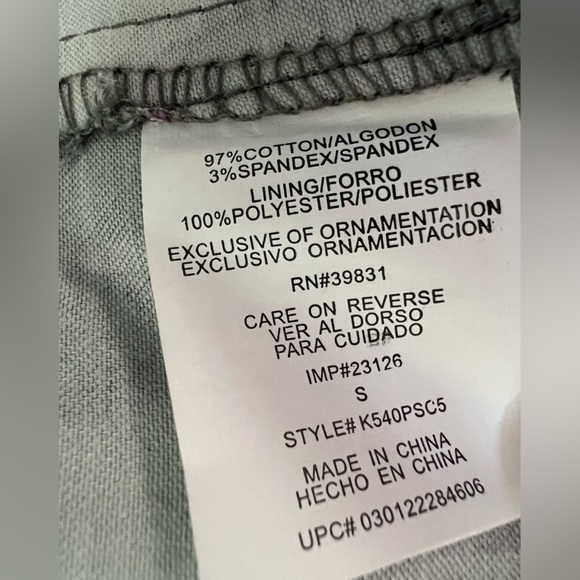 97%COTTON/ALGODON
3%SPANDEX/SPANDEX
LINING/FORRO
100%POLYESTER/POLIESTER
EXCLUSIVE OF ORNAMENTATION
EXCLUSIVO ORNAMENTACION
RN#39831
CARE ON REVERSE
VER AL DORSO
PARA CUIDADO
IMP#23126
S
STYLE#K540PSC5
MADE IN CHINA
HECHO EN CHINA
UPC# 030122284606